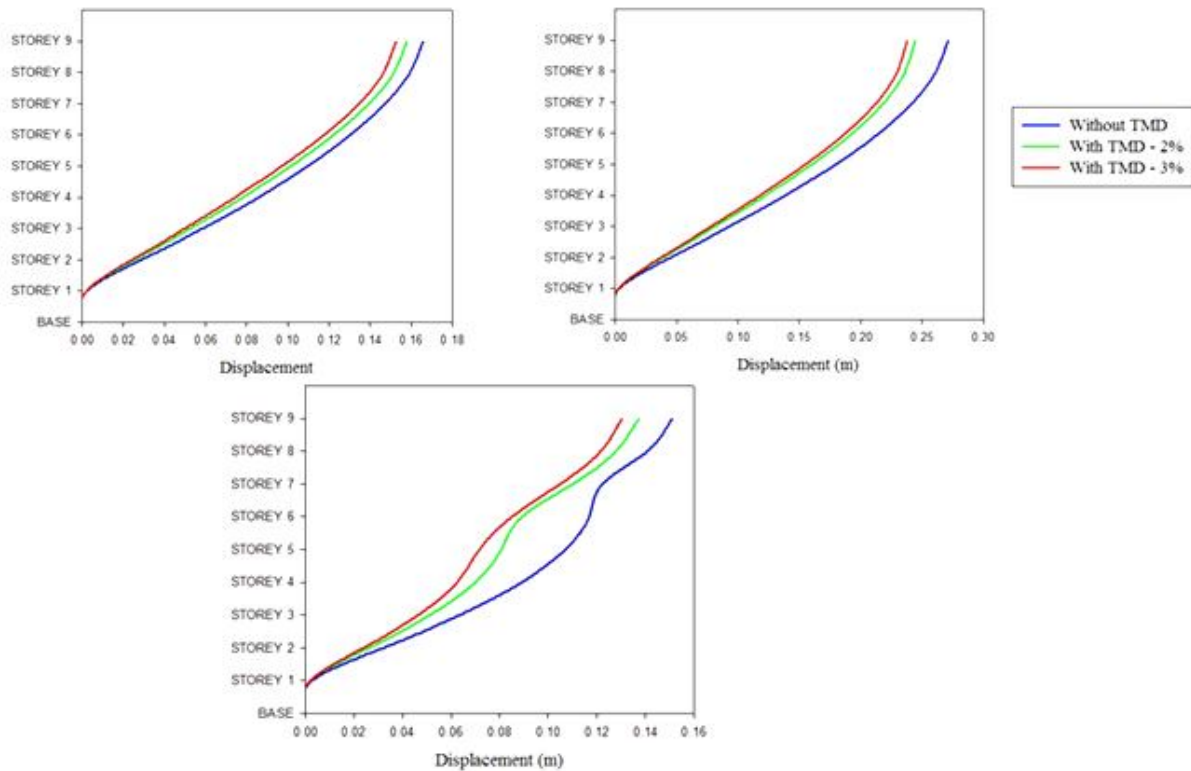 STOREY 9
STOREY 8
STOREY 7
STOREY 6
STOREY 5
STOREY 4
STOREY 3
STOREY 2
STOREY 1
BASE
0.00 0 02 0 04 0 06 0 08 0 10 0 12 0 14 0 16 0 18
Displacement
STOREY 9
STOREY 8
STOREY 7
STOREY 6
STOREY 5
STOREY 4
STOREY 3
STOREY 2
STOREY 1
BASE
0.00 0.05 0 10 0 15 0.20 0.25 0.30
Displacement (m)
Without TMD
With TMD - 2%
With TMD - 3%
STOREY 9
STOREY 8
STOREY 7
STOREY 6
STOREY 5
STOREY 4
STOREY 3
STOREY 2
STOREY 1
BASE
0.00 0 02 0 04 0.06 0 08 0 10 0 12 0 14 0 16
Displacement (m)